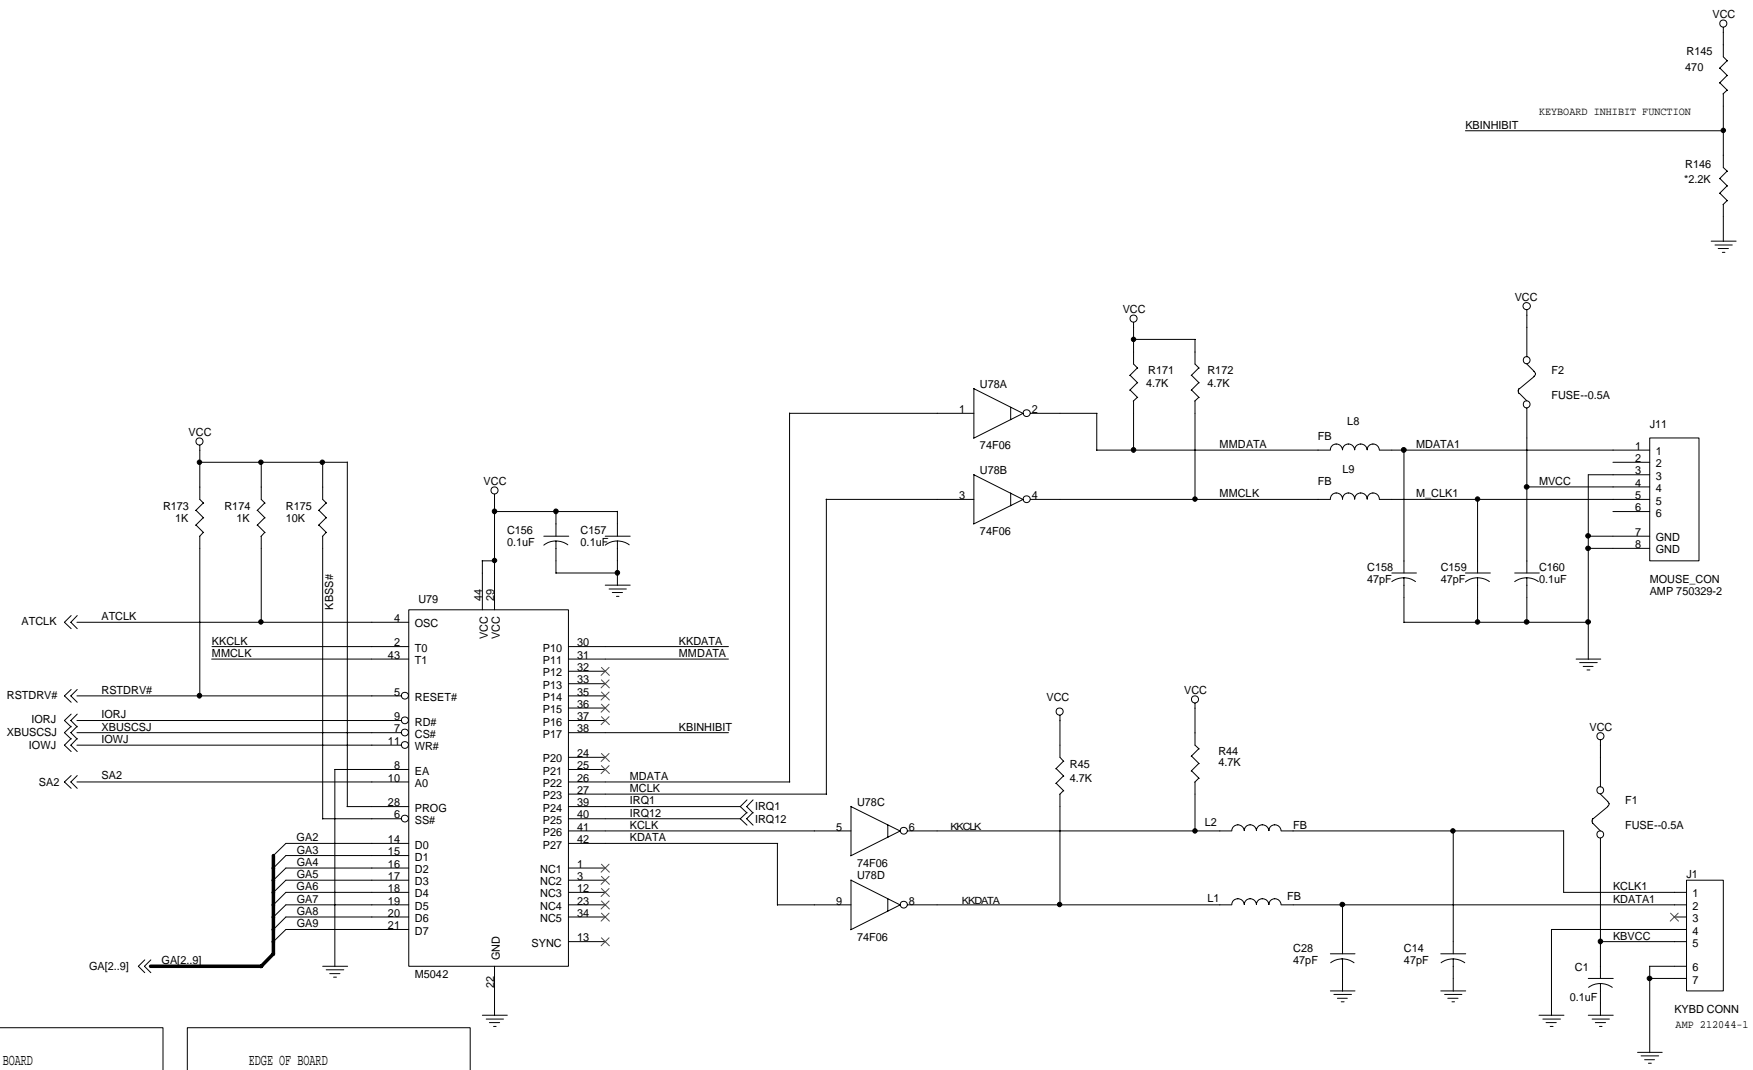 VCC
R145
470
KEYBOARD INHIBIT FUNCTION
KBINHIBIT
R146
*2.2K
VCC
VCC
R171
4.7K
R172
4.7K
F2
FUSE--0.5A
U78A
1
2
74F06
MMDATA
FB
L8
MDATA1
J11
1
2
3
4
5
6
7
8
1
2
3
4
5
6
GND
GND
MOUSE_CON
AMP 750329-2
U78B
3
4
74F06
MMCLK
FB
L9
M_CLK1
MVCC
C158
47pF
C159
47pF
C160
0.1uF
VCC
R173
1K
R174
1K
R175
10K
KBSS#
VCC
C156
0.1uF
C157
0.1uF
U79
44
29
VCC
VCC
ATCLK
ATCLK
4
OSC
KKCLK
2
T0
MMCLK
43
T1
RSTDRV#
RSTDRV#
5
RESET#
IORJ
IORJ
9
RD#
XBUSCSJ
XBUSCSJ
7
CS#
IOWJ
IOWJ
11
WR#
8
EA
SA2
SA2
10
A0
28
PROG
6
SS#
GA2
14
D0
GA3
15
D1
GA4
16
D2
GA5
17
D3
GA6
18
D4
GA7
19
D5
GA8
20
D6
GA9
21
D7
GA[2..9]
GA[2..9]
P10
30
KKDATA
P11
31
MMDATA
P12
32
P13
33
P14
35
P15
36
P16
37
P17
38
KBINHIBIT
P20
24
P21
25
P22
26
MDATA
P23
27
MCLK
P24
39
IRQ1
IRQ1
P25
40
IRQ12
IRQ12
P26
41
KCLK
P27
42
KDATA
NC1
1
NC2
3
NC3
12
NC4
23
NC5
34
SYNC
13
GND
22
M5042
VCC
R45
4.7K
VCC
R44
4.7K
U78C
5
6
74F06
KKCLK
L2
FB
U78D
9
8
74F06
KKDATA
L1
FB
C28
47pF
C14
47pF
VCC
F1
FUSE--0.5A
J1
KCLK1
1
KDATA1
2
3
4
KBVCC
5
6
7
C1
0.1uF
KYBD CONN
AMP 212044-1
BOARD
EDGE OF BOARD